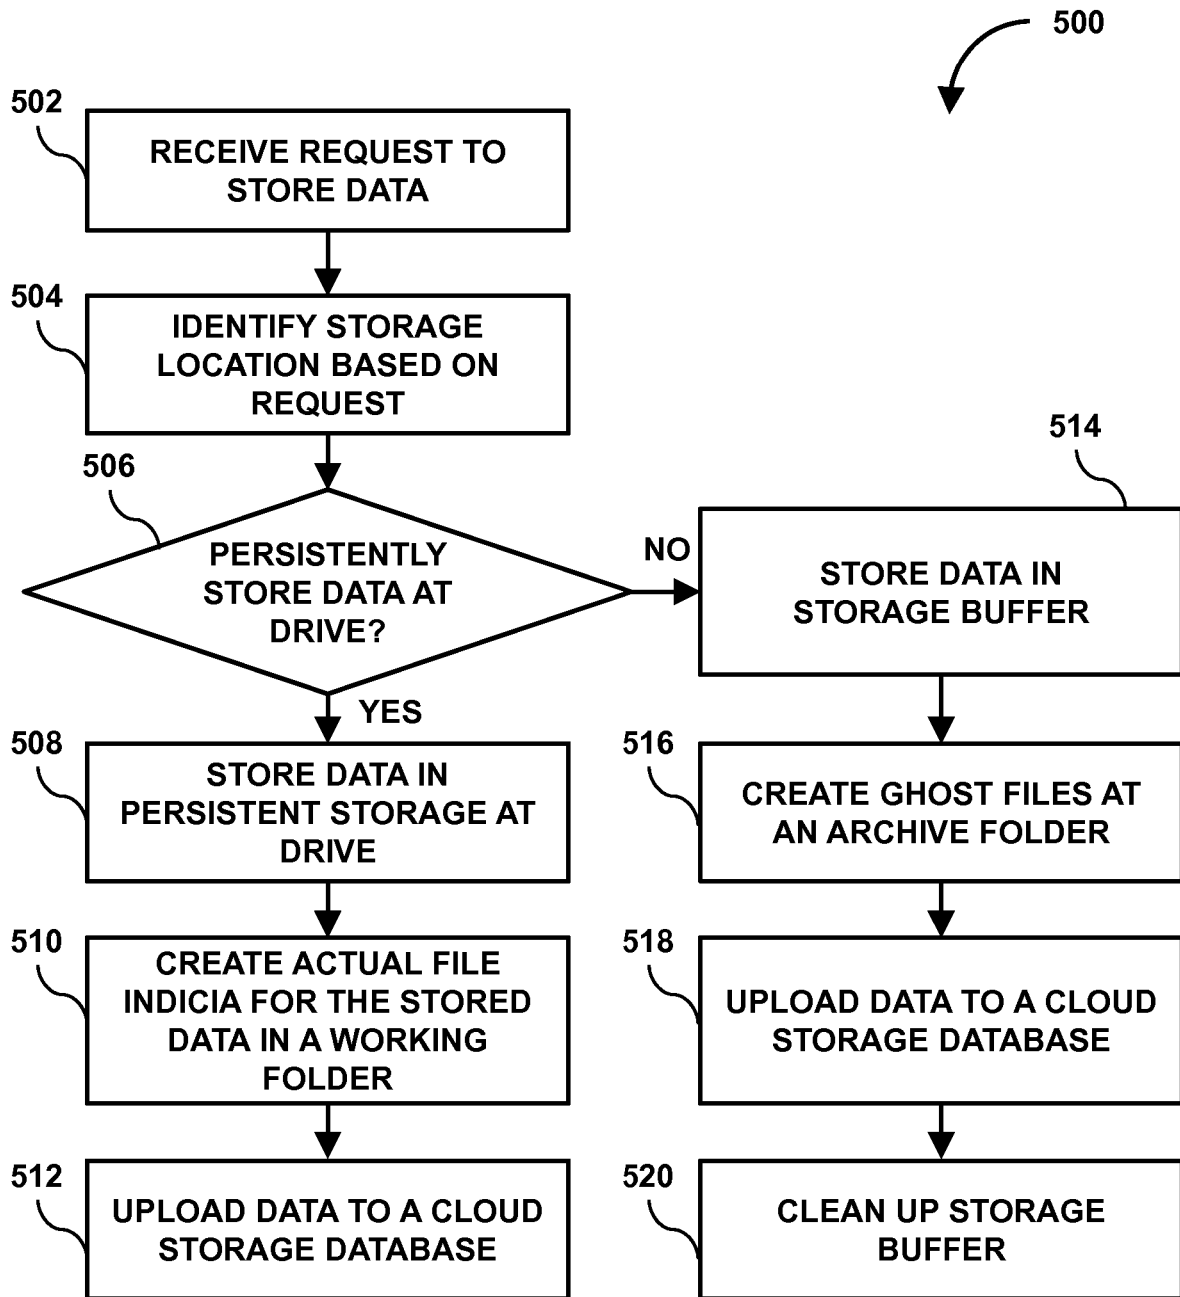 500
502
RECEIVE REQUEST TO
STORE DATA
504
IDENTIFY STORAGE
LOCATION BASED ON
REQUEST
506
PERSISTENTLY
STORE DATA AT
DRIVE?
NO
YES
508
STORE DATA IN
PERSISTENT STORAGE AT
DRIVE
510
CREATE ACTUAL FILE
INDICIA FOR THE STORED
DATA IN A WORKING
FOLDER
512
UPLOAD DATA TO A CLOUD
STORAGE DATABASE
514
STORE DATA IN
STORAGE BUFFER
516
CREATE GHOST FILES AT
AN ARCHIVE FOLDER
518
UPLOAD DATA TO A CLOUD
STORAGE DATABASE
520
CLEAN UP STORAGE
BUFFER